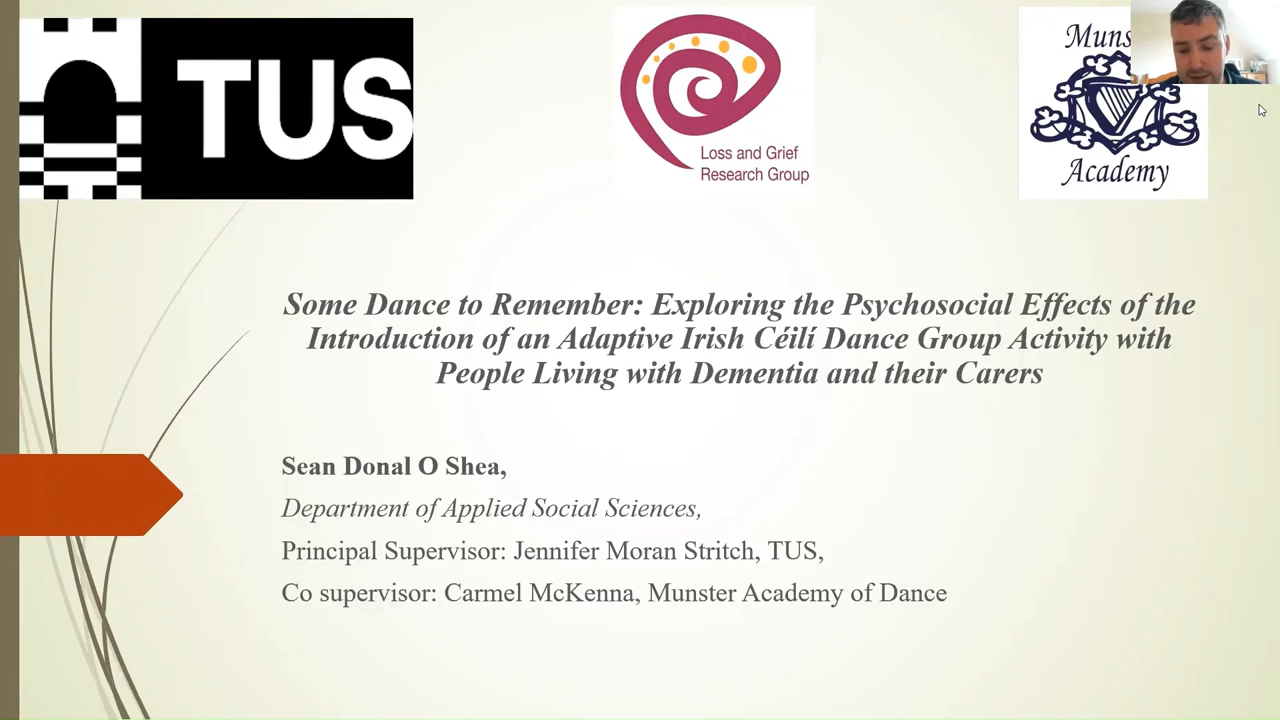 TUS
Loss and Grief
Research Group
Muns
Academy
Some Dance to Remember: Exploring the Psychosocial Effects of the
Introduction of an Adaptive Irish Céilí Dance Group Activity with
People Living with Dementia and their Carers
Sean Donal O Shea,
Department of Applied Social Sciences,
Principal Supervisor: Jennifer Moran Stritch, TUS,
Co supervisor: Carmel McKenna, Munster Academy of Dance